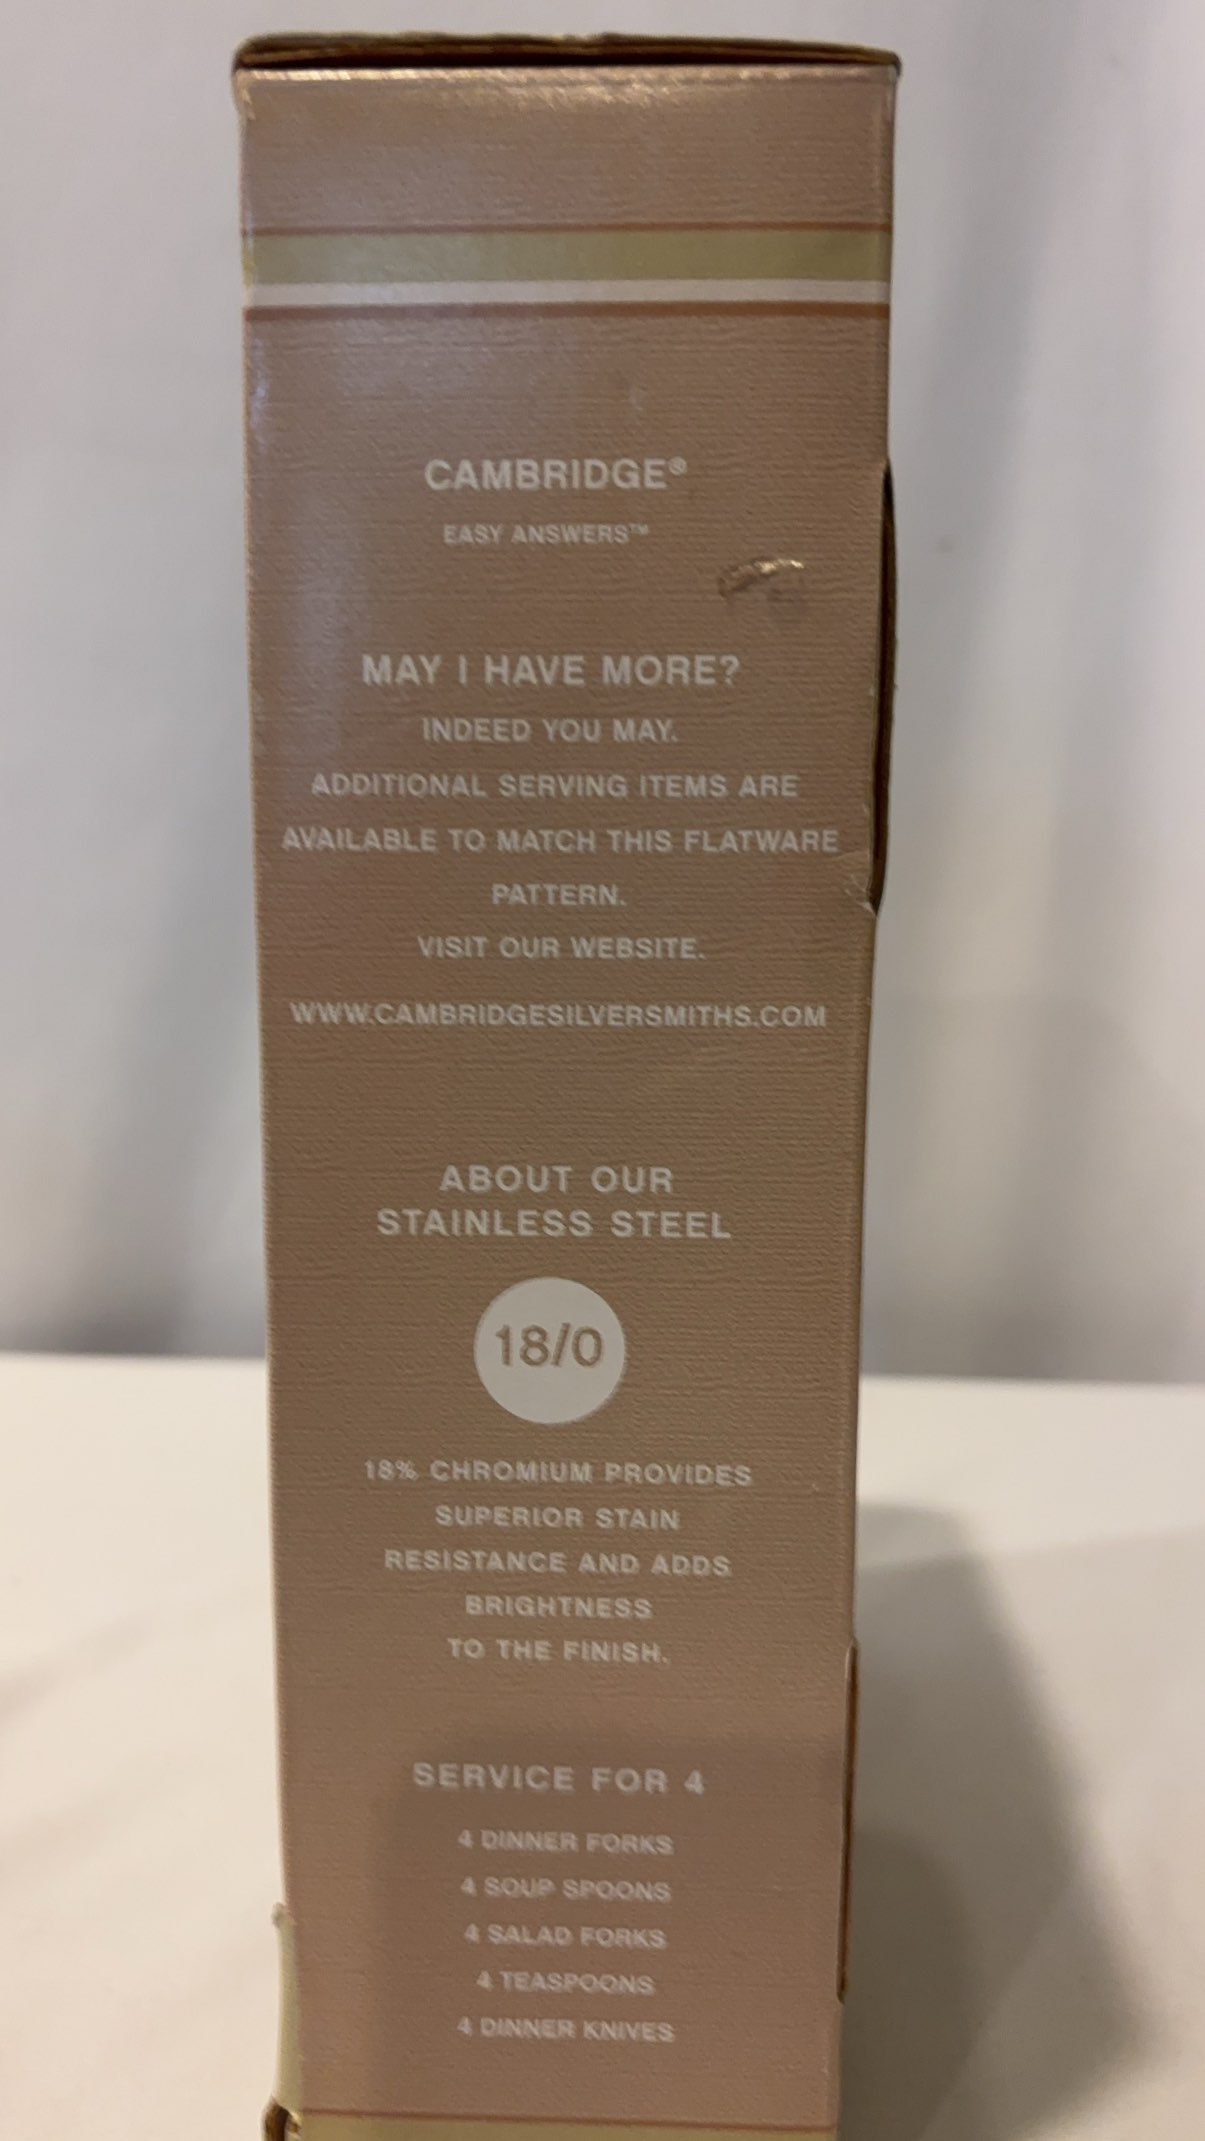 CAMBRIDGE®
EASY ANSWERS™
MAY I HAVE MORE?
INDEED YOU MAY.
ADDITIONAL SERVING ITEMS ARE
AVAILABLE TO MATCH THIS FLATWARE
PATTERN.
VISIT OUR WEBSITE.
WWW.CAMBRIDGESILVERSMITHS.COM
ABOUT OUR
STAINLESS STEEL
18/0
18% CHROMIUM PROVIDES
SUPERIOR STAIN
RESISTANCE AND ADDS
BRIGHTNESS
TO THE FINISH.
SERVICE FOR 4
4 DINNER FORKS
4 SOUP SPOONS
4 SALAD FORKS
4 TEASPOONS
4 DINNER KNIVES